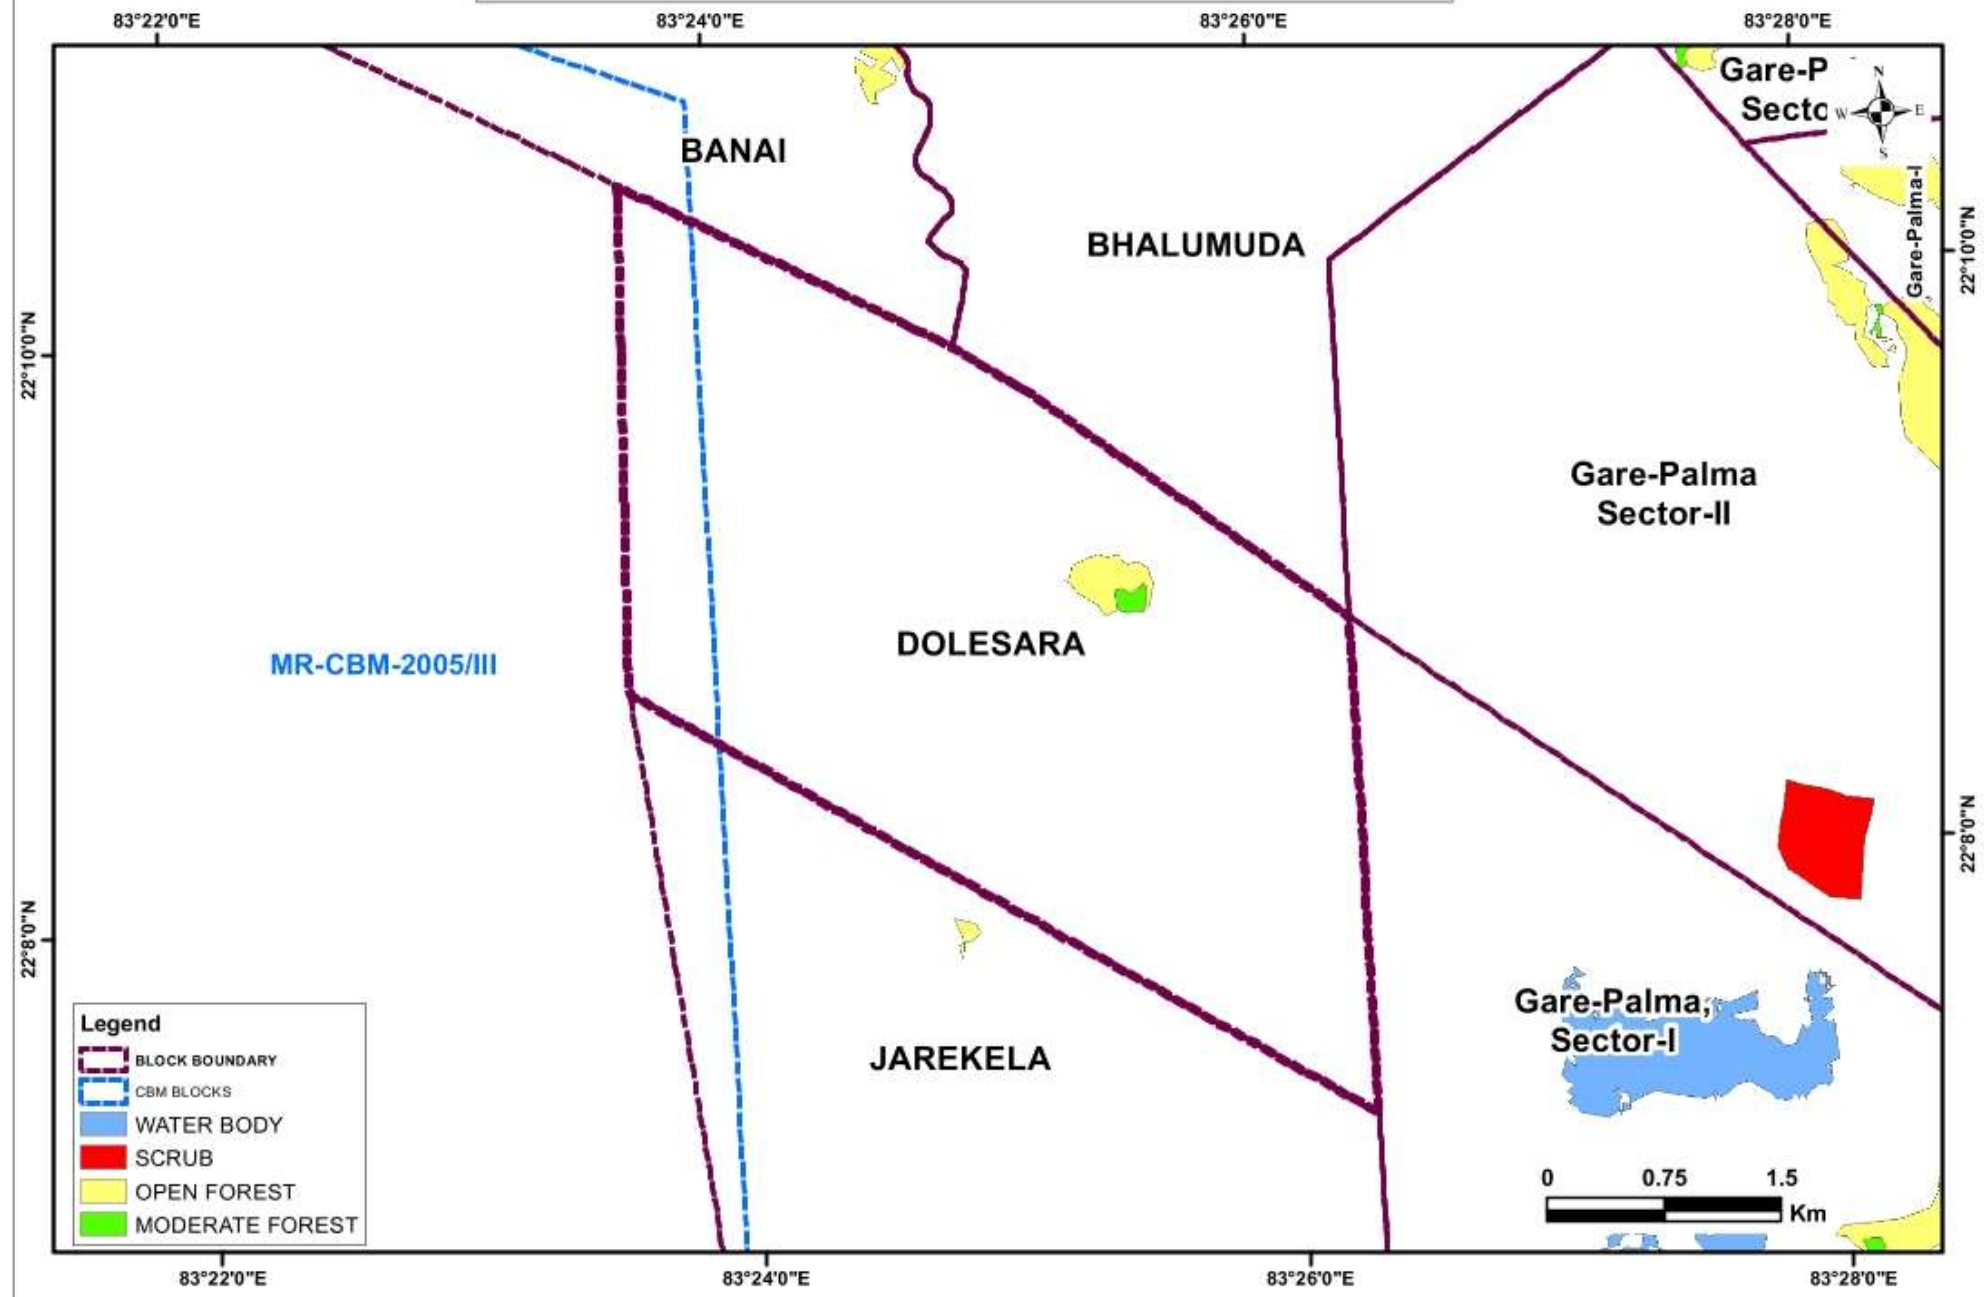 83°22'0"E 83°24'0"E 83°26'0"E 83°28'0"E
Gare-P
Secto
N
W E
S
BANAI
Gare-Palma-I
BHALUMUDA
22°10'0"N
22°10'0"N
Gare-Palma
Sector-II
DOLESARA
MR-CBM-2005/III
22°8'0"N
22°8'0"N
Gare-Palma,
Sector-I
JAREKELA
Legend
BLOCK BOUNDARY
CBM BLOCKS
WATER BODY
SCRUB
OPEN FOREST
MODERATE FOREST
0 0.75 1.5
Km
83°22'0"E 83°24'0"E 83°26'0"E 83°28'0"E